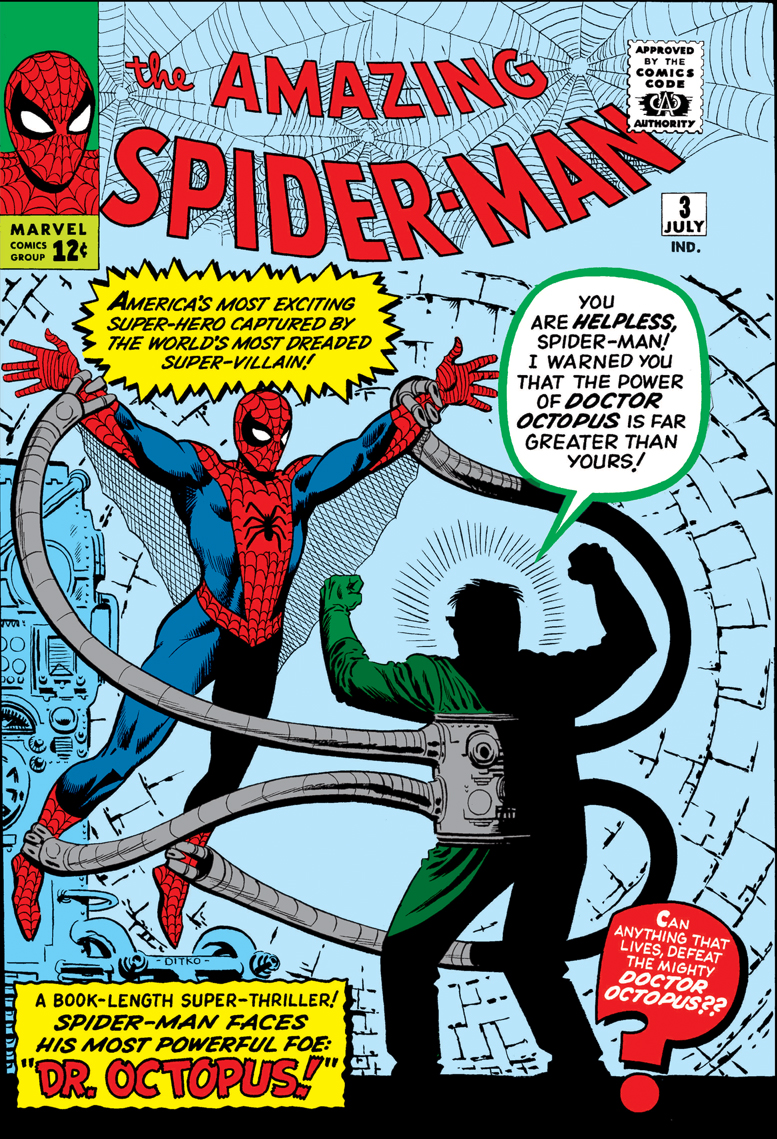 the AMAZING
SPIDER-MAN
APPROVED
BY THE
COMICS
CODE
CA
AUTHORITY
MARVEL
COMICS
GROUP 12¢
3
JULY
IND.
AMERICA'S MOST EXCITING
SUPER-HERO CAPTURED BY
THE WORLD'S MOST DREADED
SUPER-VILLAIN!
YOU
ARE HELPLESS,
SPIDER-MAN!
I WARNED YOU
THAT THE POWER
OF DOCTOR
OCTOPUS IS FAR
GREATER THAN
YOURS!
-DITKO-
A BOOK-LENGTH SUPER-THRILLER!
SPIDER-MAN FACES
HIS MOST POWERFUL FOE:
"DR. OCTOPUS!"
CAN
ANYTHING THAT
LIVES, DEFEAT
THE MIGHTY
DOCTOR
OCTOPUS??